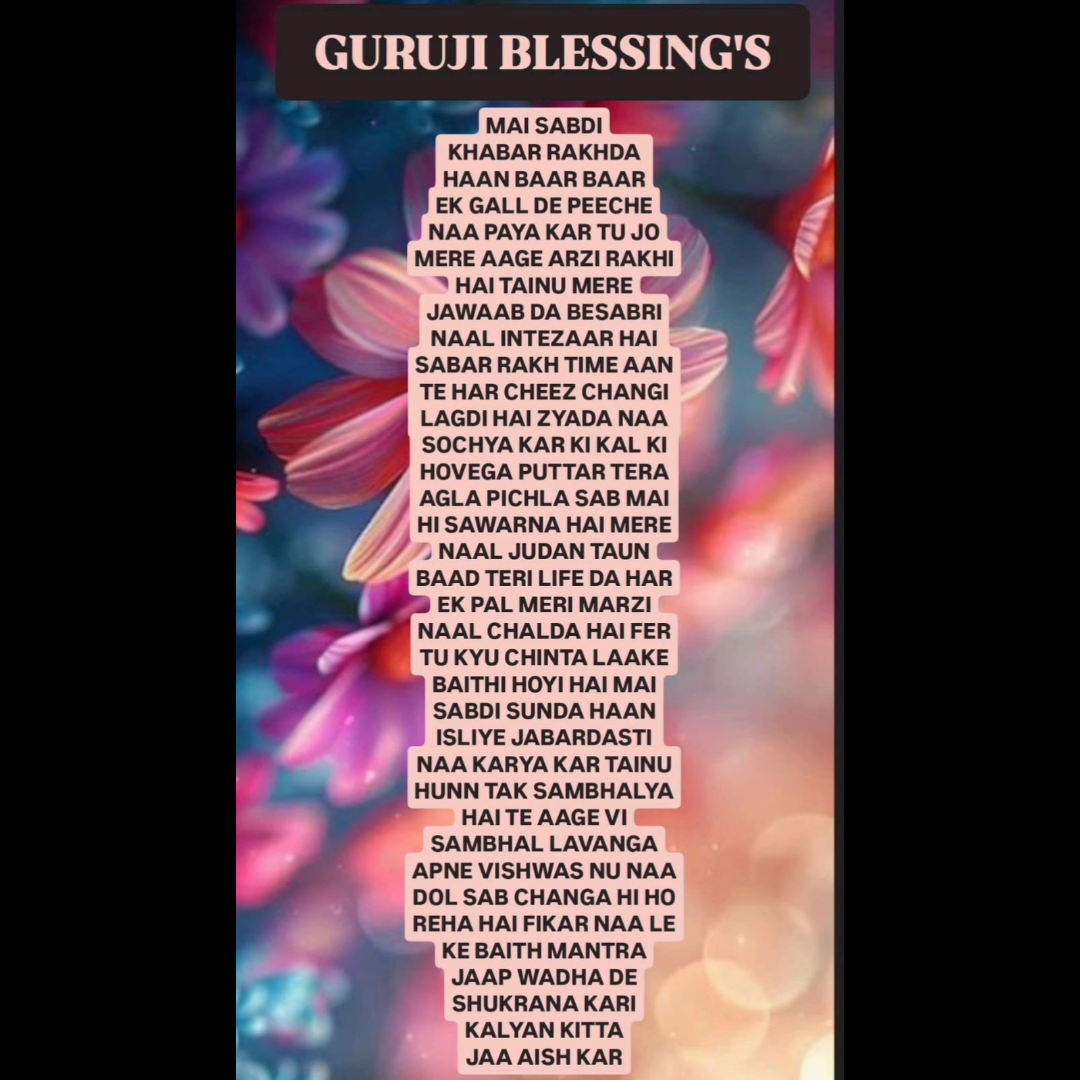 GURUJI BLESSING'S
MAI SABDI
KHABAR RAKHDA
HAAN BAAR BAAR
EK GALL DE PEECHE
NAA PAYA KAR TU JO
MERE AAGE ARZI RAKHI
HAI TAINU MERE
JAWAAB DA BESABRI
NAAL INTEZAAR HAI
SABAR RAKH TIME AAN
TE HAR CHEEZ CHANGI
LAGDI HAI ZYADA NAA
SOCHYA KAR KI KAL KI
HOVEGA PUTTAR TERA
AGLA PICHLA SAB MAI
HI SAWARNA HAI MERE
NAAL JUDAN TAUN
BAAD TERI LIFE DA HAR
EK PAL MERI MARZI
NAAL CHALDA HAI FER
TU KYU CHINTA LAAKE
BAITHI HOYI HAI MAI
SABDI SUNDA HAAN
ISLIYE JABARDASTI
NAA KARYA KAR TAINU
HUNN TAK SAMBHALYA
HAI TE AAGE VI
SAMBHAL LAVANGA
APNE VISHWAS NU NAA
DOL SAB CHANGA HI HO
REHA HAI FIKAR NAA LE
KE BAITH MANTRA
JAAP WADHA DE
SHUKRANA KARI
KALYAN KITTA
JAA AISH KAR